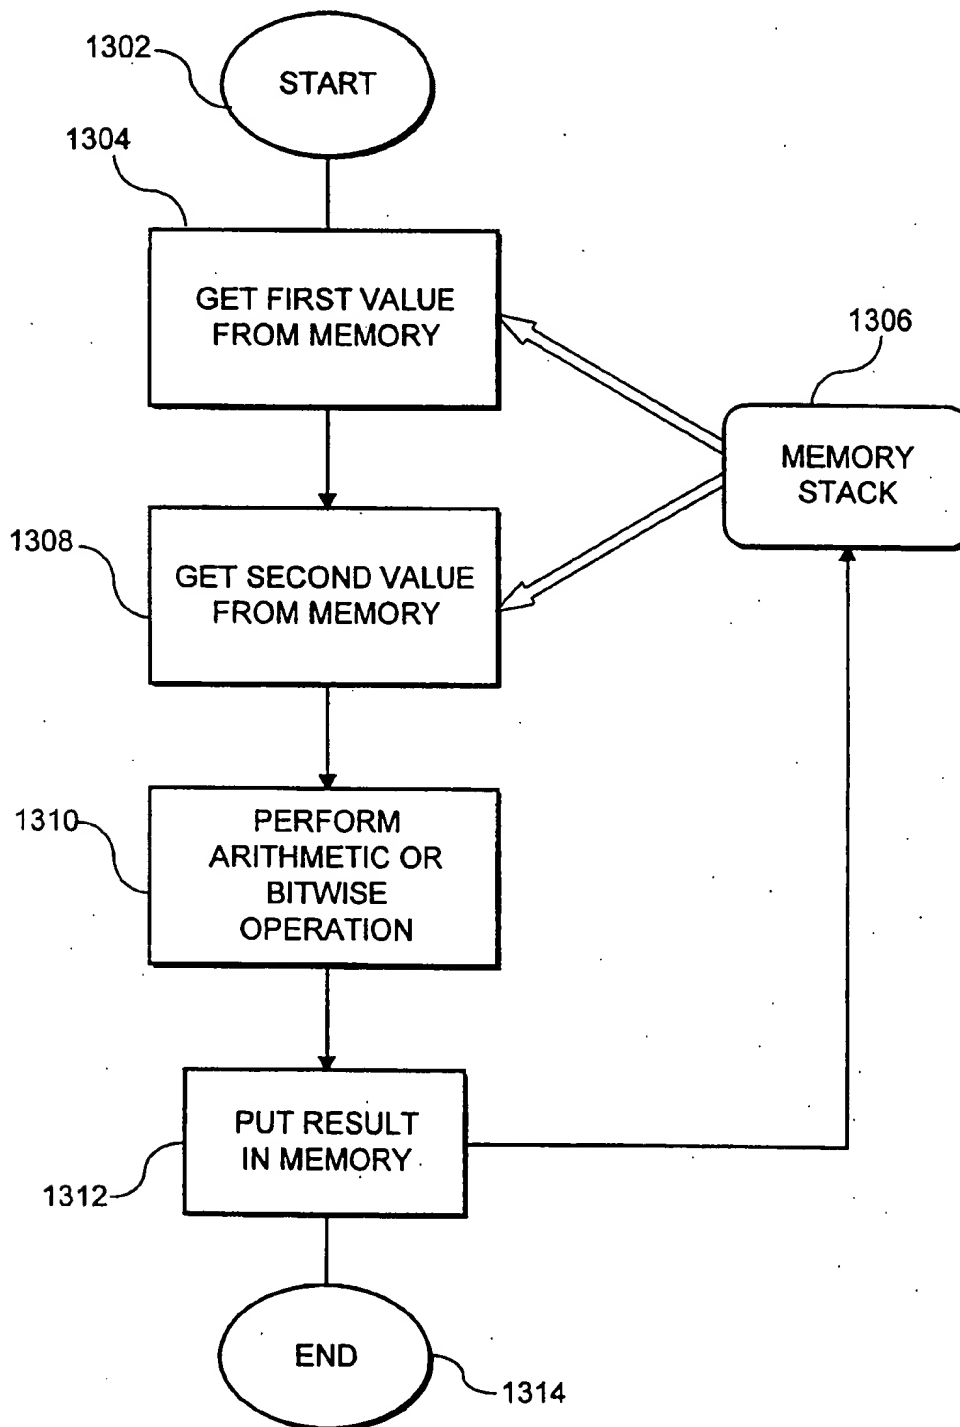 1302
START
1304
GET FIRST VALUE
FROM MEMORY
1306
MEMORY
STACK
1308
GET SECOND VALUE
FROM MEMORY
1310
PERFORM
ARITHMETIC OR
BITWISE
OPERATION
PUT RESULT
IN MEMORY
1312
END
1314